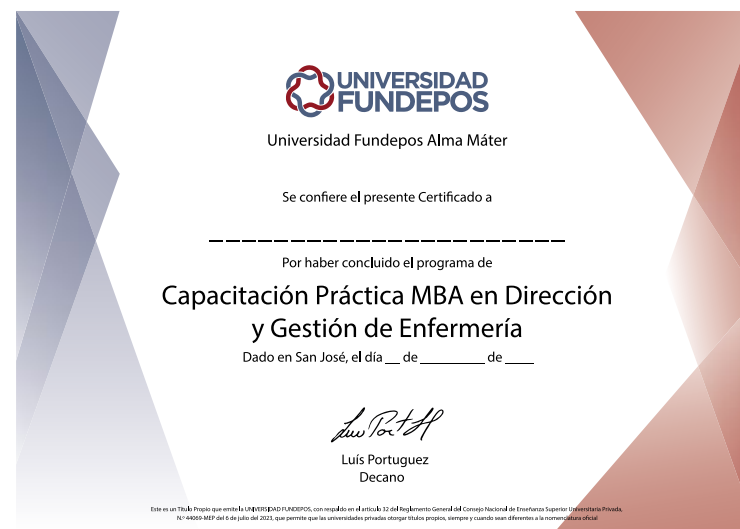 UNIVERSIDAD
FUNDEPOS
Universidad Fundepos Alma Máter
Se confiere el presente Certificado a
Por haber concluido el programa de
Capacitación Práctica MBA en Dirección
y Gestión de Enfermería
Dado en San José, el día __ de ________ de ____
Luís Portuguez
Decano
Este es un Título Propio que emite la UNIVERSIDAD FUNDEPOS, con respaldo en el artículo 32 del Reglamento General del Consejo Nacional de Enseñanza Superior Universitaria Privada,
N.º 44069-MEP del 6 de julio del 2023, que permite que las universidades privadas otorgar títulos propios, siempre y cuando sean diferentes a la nomenclatura oficial